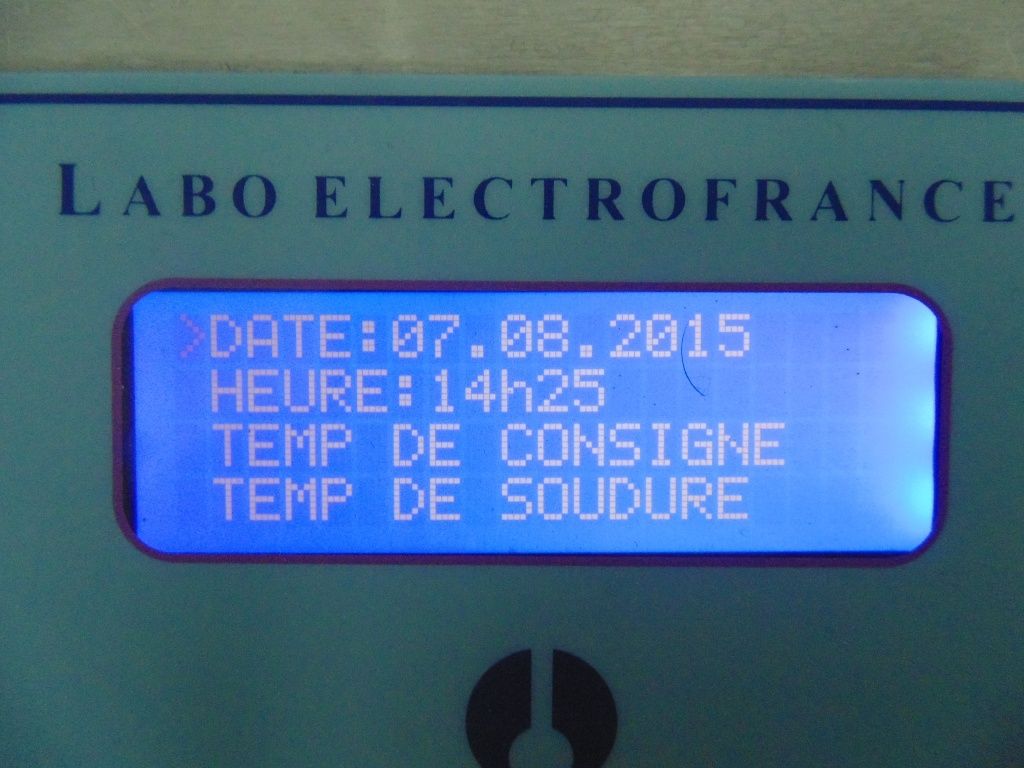 LABO ELECTROFRANCE
>DATE:07.08.2015
HEURE:14h25
TEMP DE CONSIGNE
TEMP DE SOUDURE